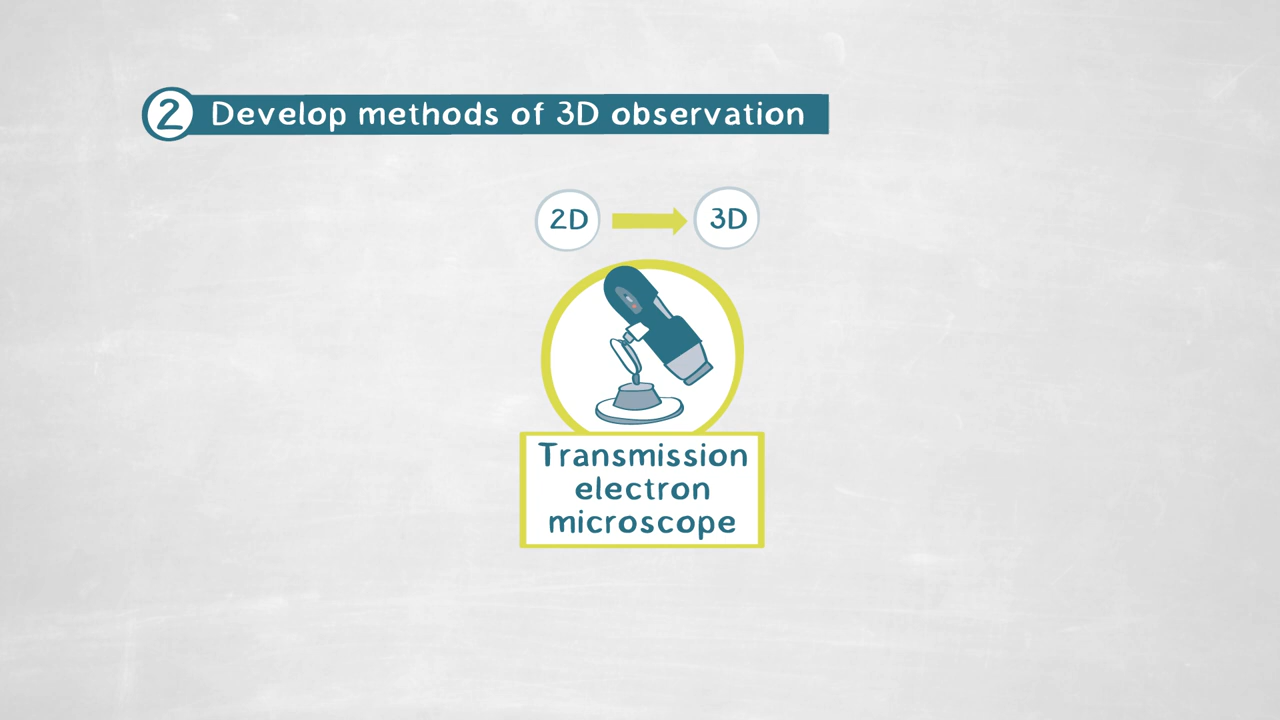 2 Develop methods of 3D observation
2D 3D
Transmission
electron
microscope